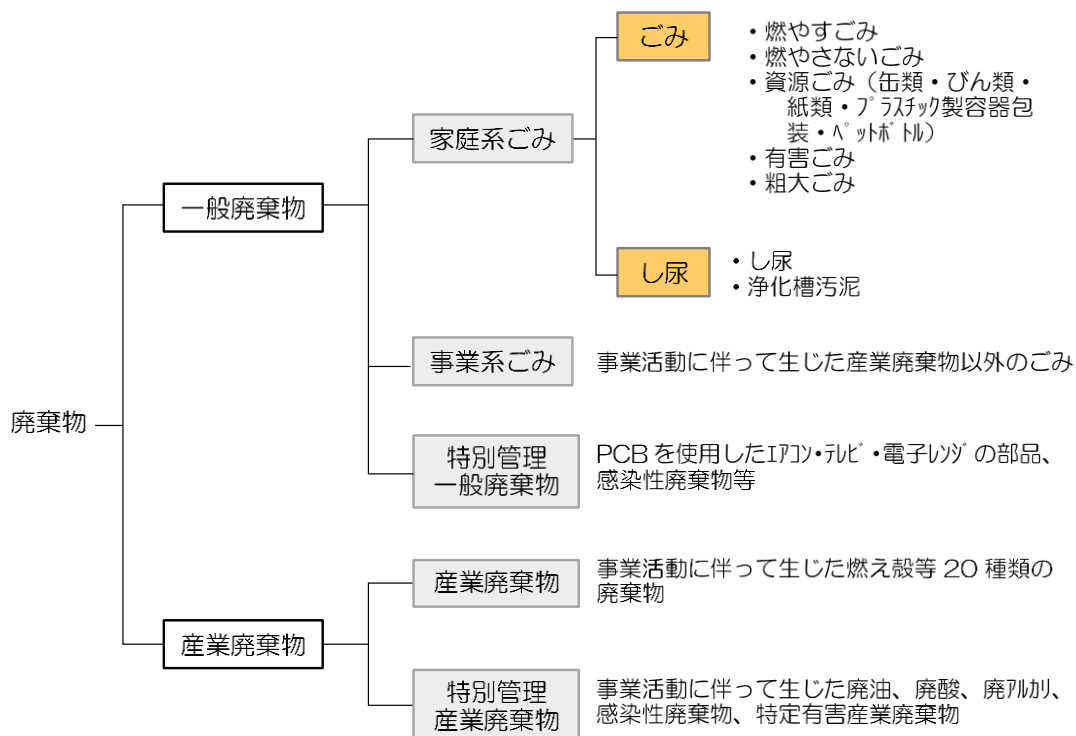 ごみ
・燃やすごみ
・燃やさないごみ
・資源ごみ（缶類・びん類・
紙類・ﾌﾟﾗｽﾁｯｸ製容器包
装・ﾍﾟｯﾄﾎﾞﾄﾙ）
・有害ごみ
・粗大ごみ
家庭系ごみ
一般廃棄物
し尿
・し尿
・浄化槽汚泥
事業系ごみ
事業活動に伴って生じた産業廃棄物以外のごみ
廃棄物
特別管理
一般廃棄物
PCBを使用したｴｱｺﾝ・ﾃﾚﾋﾞ・電子ﾚﾝｼﾞの部品、
感染性廃棄物等
産業廃棄物
事業活動に伴って生じた燃え殻等 20 種類の
廃棄物
産業廃棄物
特別管理
産業廃棄物
事業活動に伴って生じた廃油、廃酸、廃ｱﾙｶﾘ、
感染性廃棄物、特定有害産業廃棄物